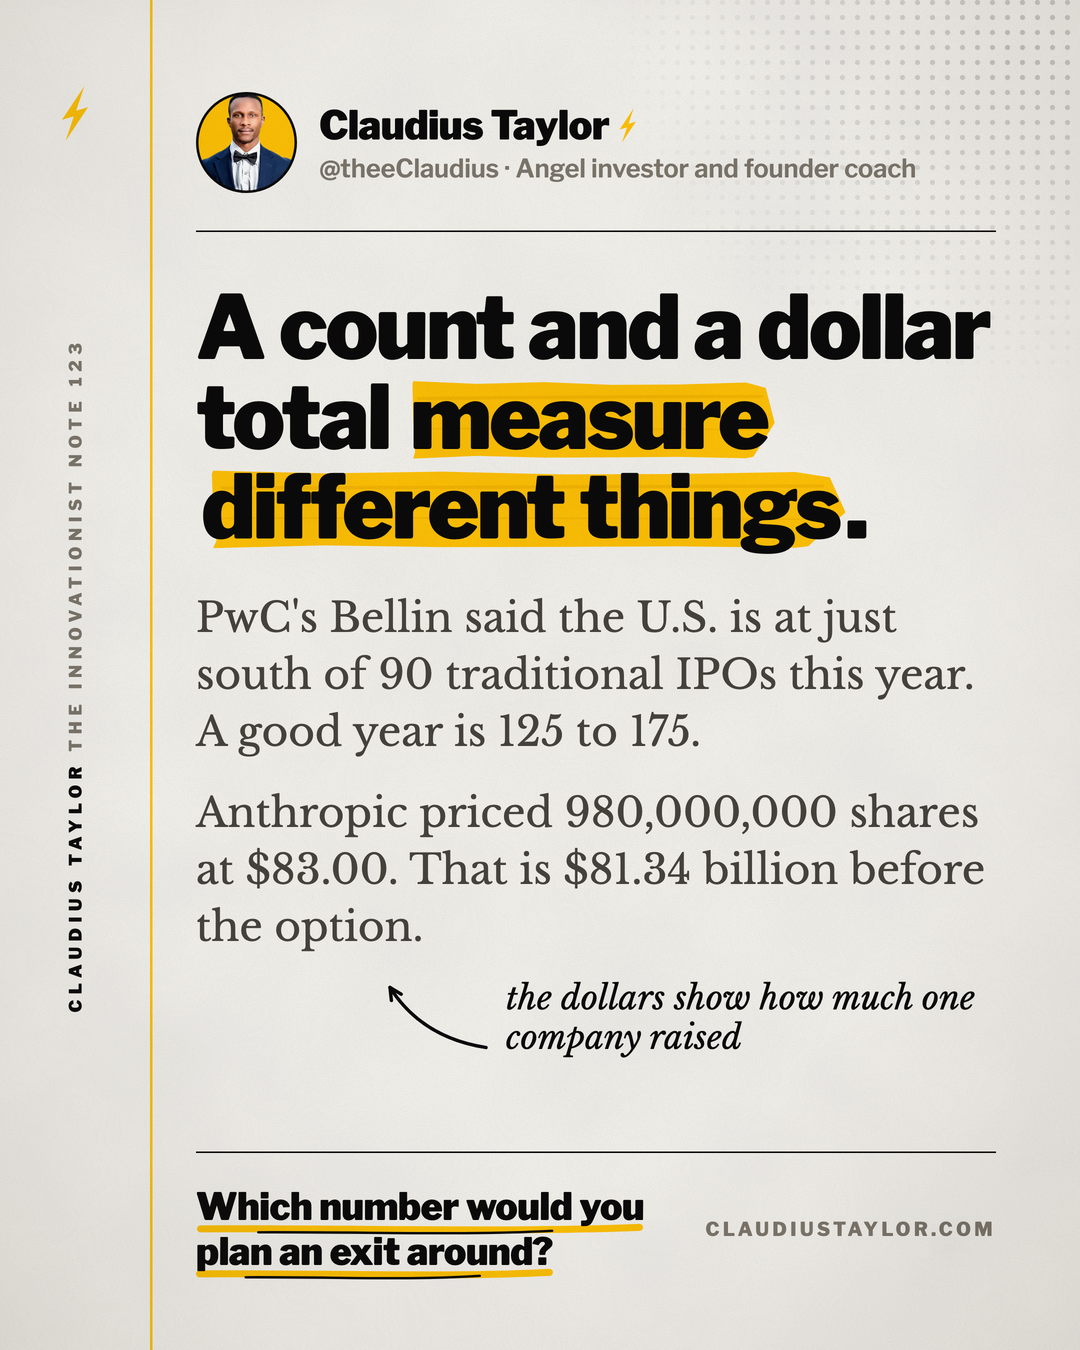 Claudius Taylor
@theeClaudius · Angel investor and founder coach
CLAUDIUS TAYLOR THE INNOVATIONIST NOTE 123
A count and a dollar
total measure
different things.
PwC's Bellin said the U.S. is at just
south of 90 traditional IPOs this year.
A good year is 125 to 175.
Anthropic priced 980,000,000 shares
at $83.00. That is $81.34 billion before
the option.
the dollars show how much one
company raised
Which number would you
plan an exit around?
CLAUDIUSTAYLOR.COM